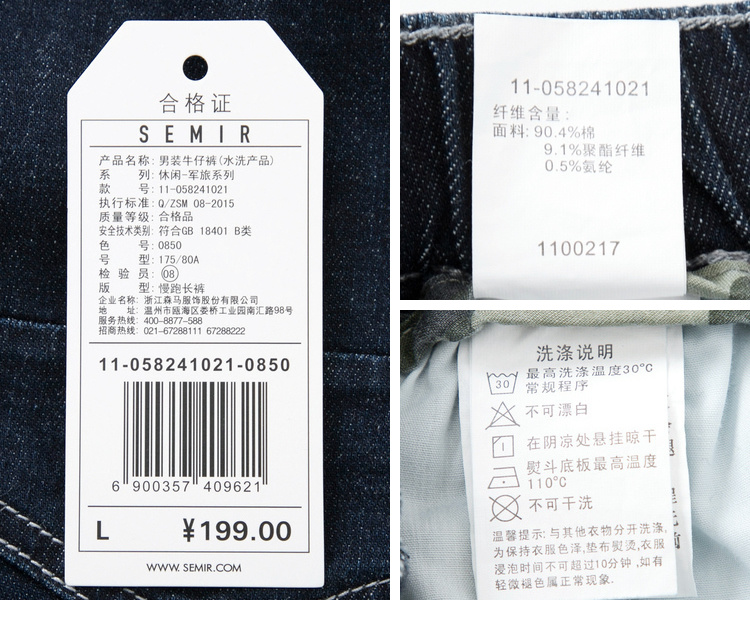 合格证
SEMIR
产品名称: 男装牛仔裤(水洗产品)
系 列: 休闲-军旅系列
款 号: 11-058241021
执行标准: Q/ZSM 08-2015
质量等级: 合格品
安全技术类别: 符合GB 18401 B类
色 号: 0850
号 型: 175/80A
检 验 员: 08
版 型: 慢跑长裤
企业名称: 浙江森马服饰股份有限公司
地 址: 温州市瓯海区娄桥工业园南汇路98号
服务热线: 400-8877-588
招商热线: 021-67288111 67288222
11-058241021-0850
6 900357 409621
L ¥199.00
WWW. SEMIR.COM
11-058241021
纤维含量:
面料: 90.4%棉
9.1%聚酯纤维
0.5%氨纶
1100217
洗涤说明
30 最高洗涤温度30℃
常规程序
不可漂白
在阴凉处悬挂晾干
熨斗底板最高温度
110℃
不可干洗
温馨提示: 与其他衣物分开洗涤,
为保持衣服色泽,垫布熨烫,衣服
浸泡时间不可超过10分钟,如有
轻微褪色属正常现象.